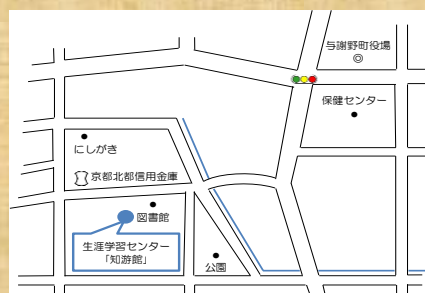 与謝野町役場
保健センター
にしがき
京都北都信用金庫
図書館
生涯学習センター
「知遊館」
公園